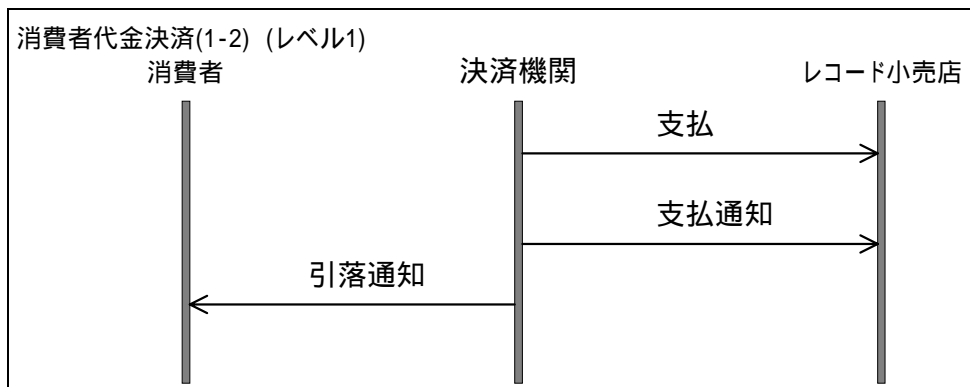 消費者代金決済(1-2) (レベル1)
消費者 決済機関 レコード小売店
支払
支払通知
引落通知